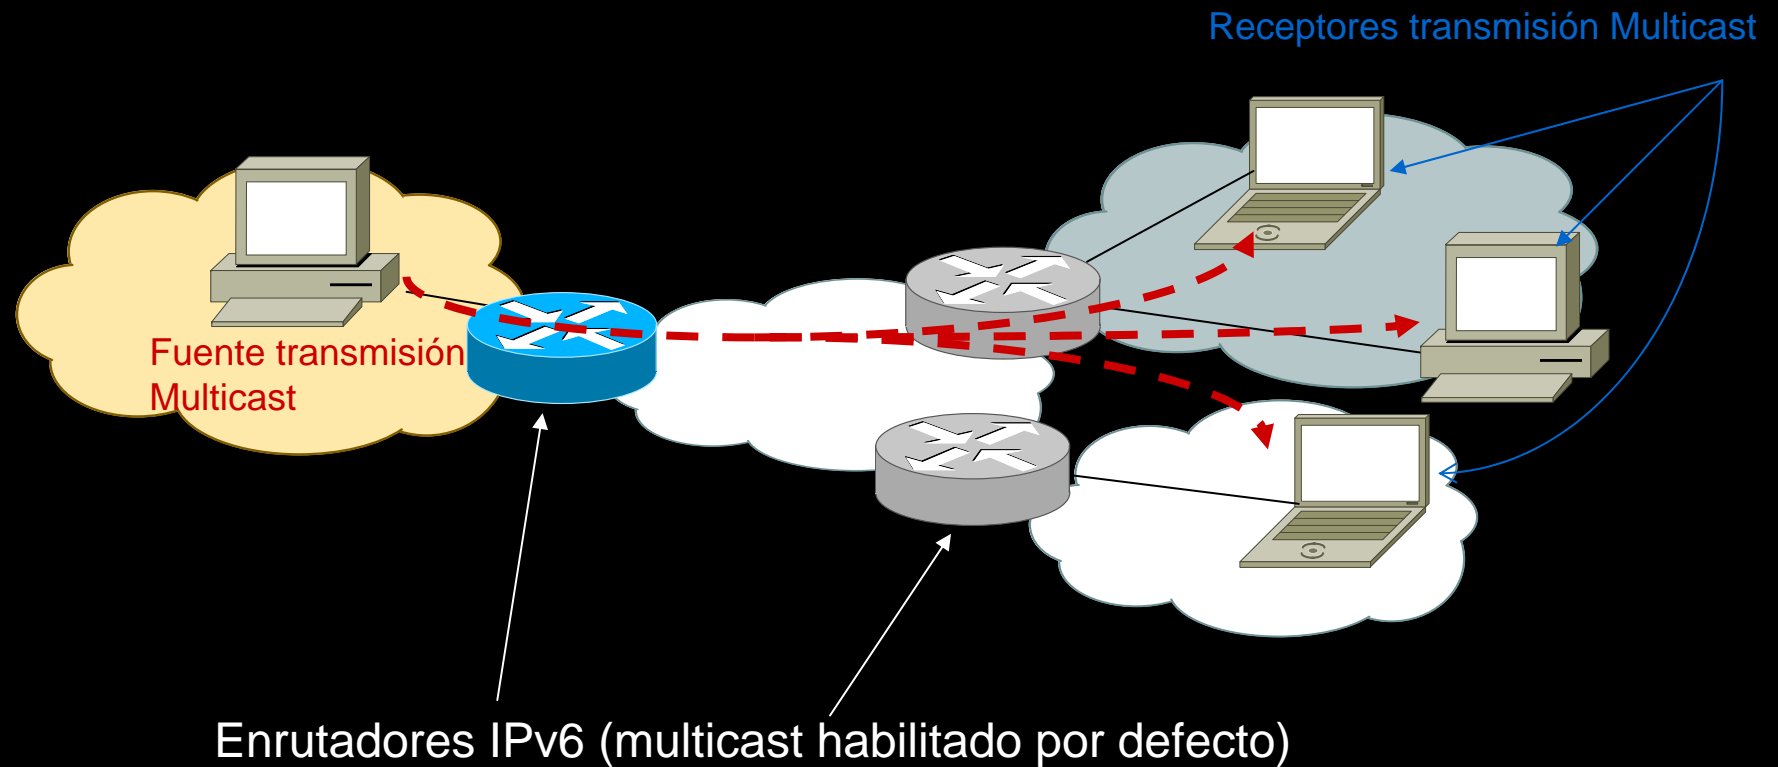 Receptores transmisión Multicast
Fuente transmisión
Multicast
Enrutadores IPv6 (multicast habilitado por defecto)